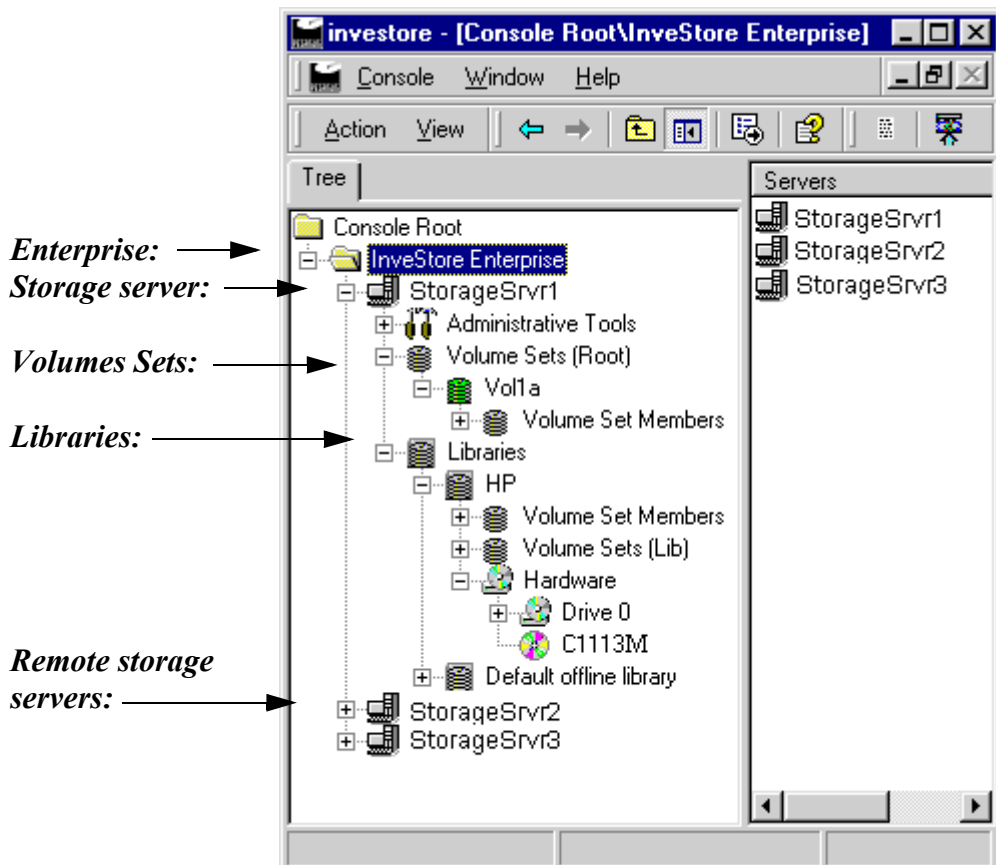 investore - [Console Root\InveStore Enterprise]
Console Window Help
Action View
Tree
Servers
Console Root
InveStore Enterprise
StorageSrvr1
Administrative Tools
Volume Sets (Root)
Vol1a
Volume Set Members
Libraries
HP
Volume Set Members
Volume Sets (Lib)
Hardware
Drive 0
C1113M
Default offline library
StorageSrvr2
StorageSrvr3
StorageSrvr1
StorageSrvr2
StorageSrvr3
Enterprise:
Storage server:
Volumes Sets:
Libraries:
Remote storage
servers: